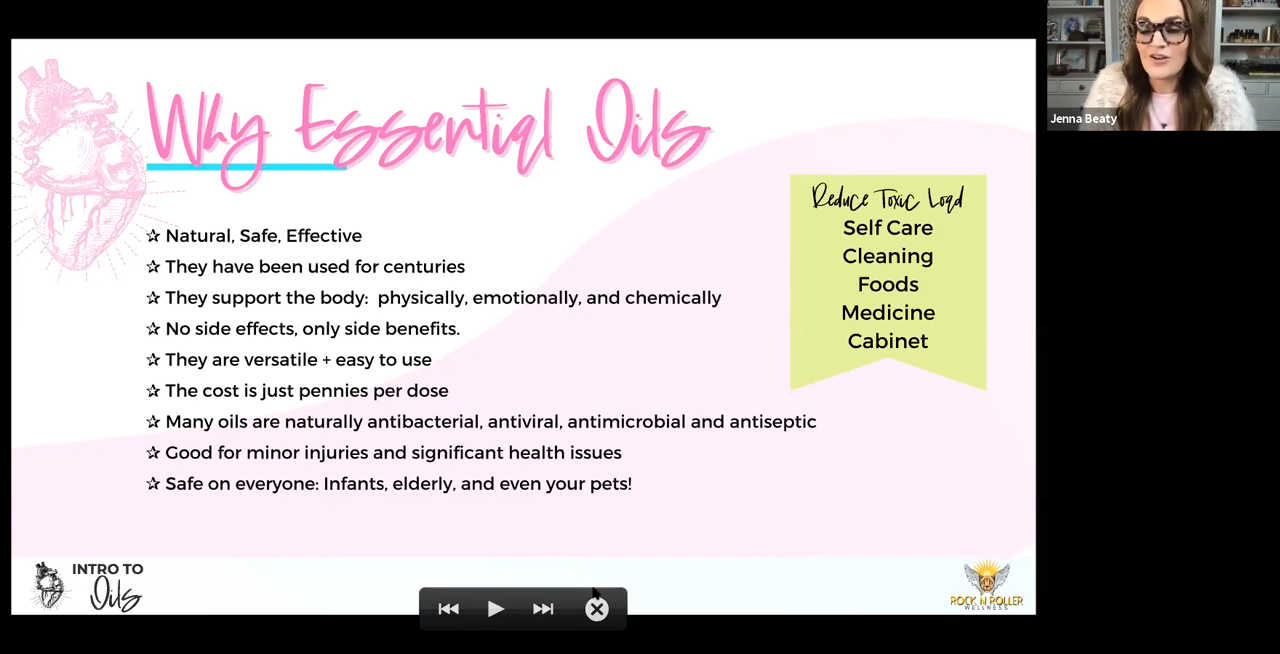 Why Essential Oils
☆ Natural, Safe, Effective
☆ They have been used for centuries
☆ They support the body:  physically, emotionally, and chemically
☆ No side effects, only side benefits.
☆ They are versatile + easy to use
☆ The cost is just pennies per dose
☆ Many oils are naturally antibacterial, antiviral, antimicrobial and antiseptic
☆ Good for minor injuries and significant health issues
☆ Safe on everyone: Infants, elderly, and even your pets!
Reduce Toxic Load
Self Care
Cleaning
Foods
Medicine
Cabinet
Jenna Beaty
INTRO TO
Oils
ROCK N ROLLER
WELLNESS